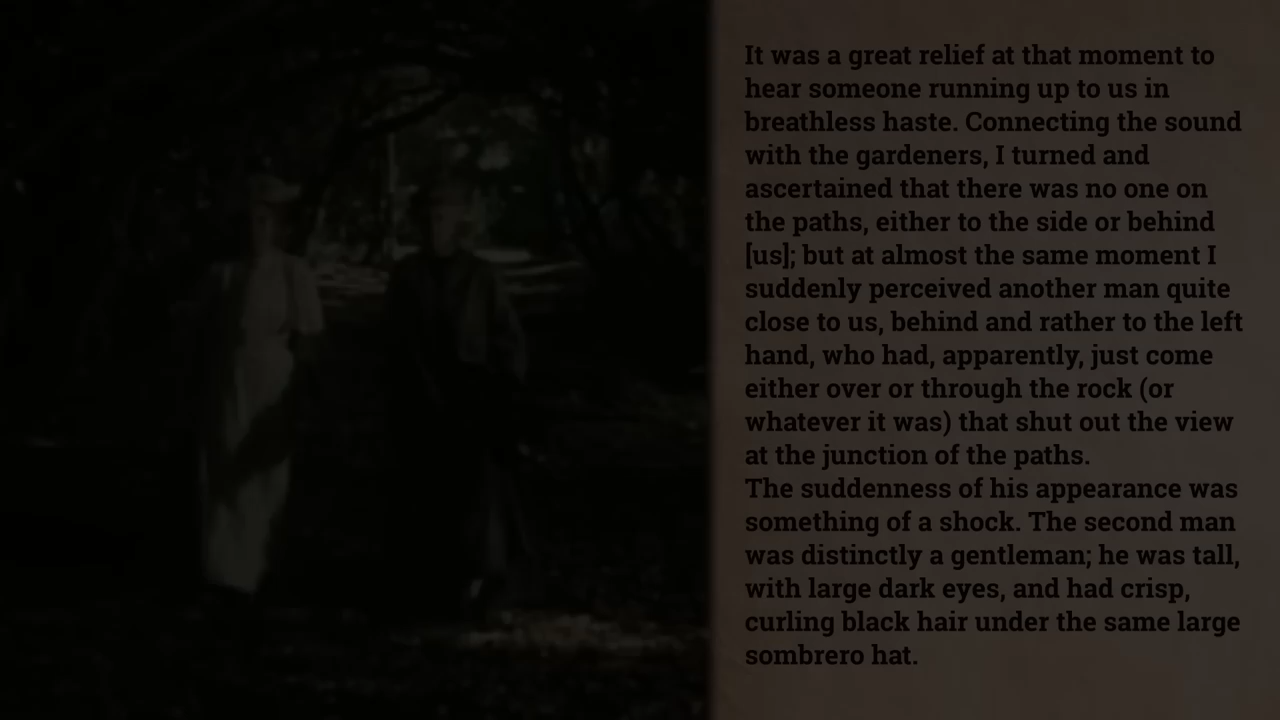 It was a great relief at that moment to
hear someone running up to us in
breathless haste. Connecting the sound
with the gardeners, I turned and
ascertained that there was no one on
the paths, either to the side or behind
[us]; but at almost the same moment I
suddenly perceived another man quite
close to us, behind and rather to the left
hand, who had, apparently, just come
either over or through the rock (or
whatever it was) that shut out the view
at the junction of the paths.
The suddenness of his appearance was
something of a shock. The second man
was distinctly a gentleman; he was tall,
with large dark eyes, and had crisp,
curling black hair under the same large
sombrero hat.